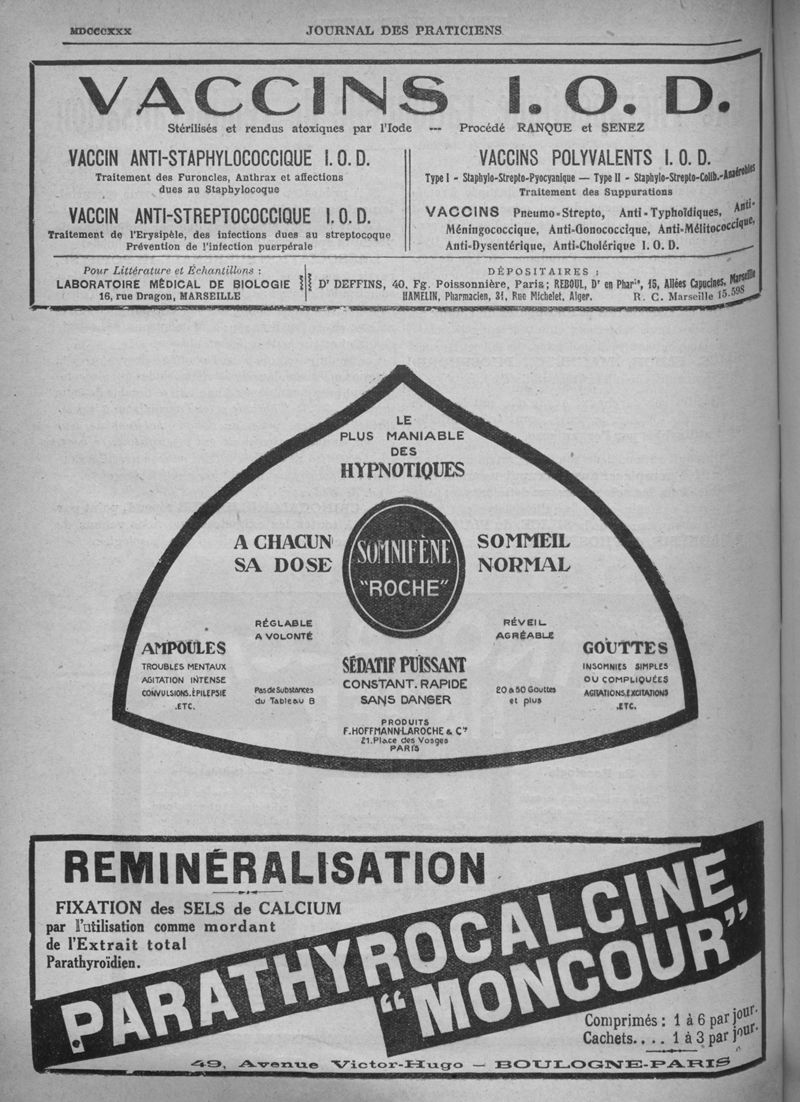 MDCCCXXX
JOURNAL DES PRATICIENS
VACCINS I. O. D.
Stérilisés et rendus atoxiques par l'Iode --- Procédé RANQUE et SENEZ
VACCIN ANTI-STAPHYLOCOCCIQUE I. O. D.
Traitement des Furoncles, Anthrax et affections
dues au Staphylocoque
VACCIN ANTI-STREPTOCOCCIQUE I. O. D.
Traitement de l'Erysipèle, des infections dues au streptocoque
Prévention de l'infection puerpérale
VACCINS POLYVALENTS I. O. D.
Type I - Staphylo-Strepto-Pyocyanique — Type II - Staphylo-Strepto-Colib.-Anaérobies
Traitement des Suppurations
VACCINS Pneumo-Strepto, Anti-Typhoïdiques, Anti-
Méningococcique, Anti-Gonococcique, Anti-Mélitococcique,
Anti-Dysentérique, Anti-Cholérique I. O. D.
Pour Littérature et Échantillons :
LABORATOIRE MÉDICAL DE BIOLOGIE
16, rue Dragon, MARSEILLE
DÉPOSITAIRES :
Dr DEFFINS, 40, Fg. Poissonnière, Paris; REBOUL, Dr en Phar'e, 15, Allées Capucines, Marseille
HAMELIN, Pharmacien, 31, Rue Michelet, Alger. R. C. Marseille 15.598
LE
PLUS MANIABLE
DES
HYPNOTIQUES
A CHACUN
SA DOSE
SOMNIFÈNE
"ROCHE"
SOMMEIL
NORMAL
RÉGLABLE
A VOLONTÉ
RÉVEIL
AGRÉABLE
AMPOULES
TROUBLES MENTAUX
AGITATION INTENSE
CONVULSIONS.ÉPILEPSIE
.ETC.
Pas de Substances
du Tableau B
SÉDATIF PUISSANT
CONSTANT. RAPIDE
SANS DANGER
20 à 50 Gouttes
et plus
GOUTTES
INSOMNIES SIMPLES
OU COMPLIQUÉES
AGITATIONS.EXCITATIONS
.ETC.
PRODUITS
F.HOFFMANN-LAROCHE & Cie
21.Place des Vosges
PARIS
REMINÉRALISATION
FIXATION des SELS de CALCIUM
par l'utilisation comme mordant
de l'Extrait total
Parathyroïdien.
PARATHYROCALCINE
"MONCOUR"
Comprimés : 1 à 6 par jour.
Cachets.... 1 à 3 par jour.
49, Avenue Victor-Hugo — BOULOGNE-PARIS